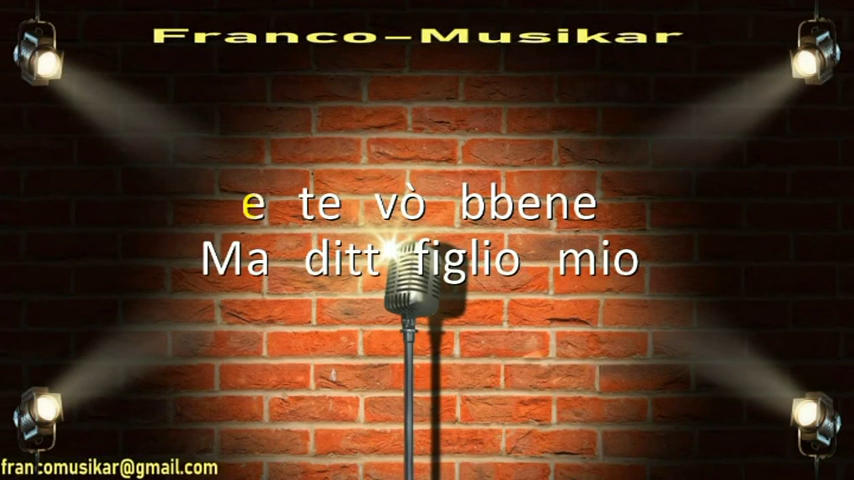 Franco-Musikar
e te vò bbene
Ma ditt figlio mio
fran:omusikar@gmail.com